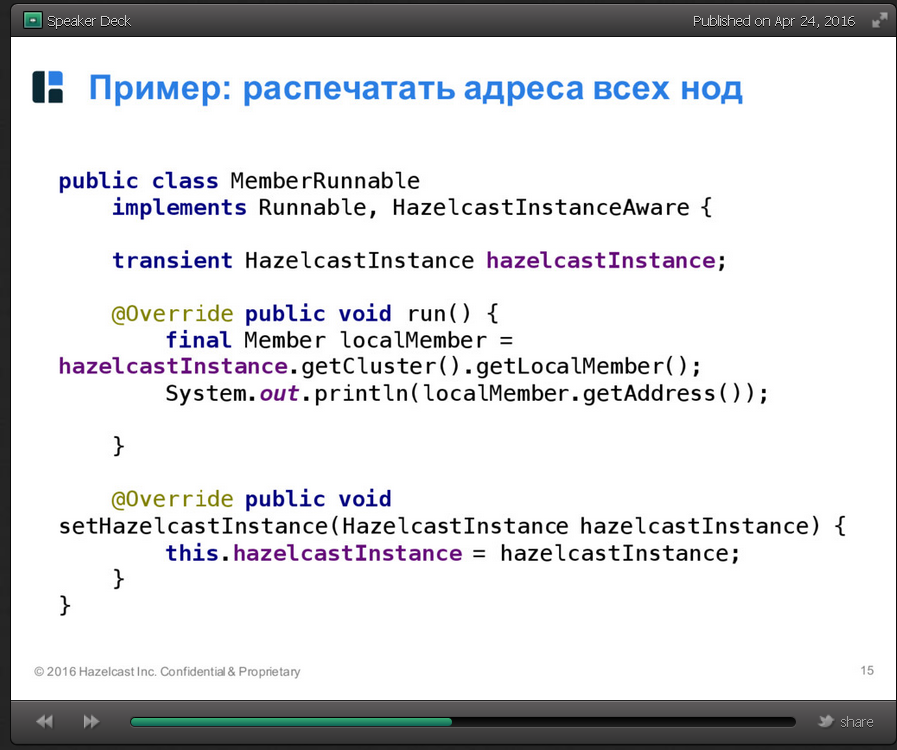 Speaker Deck
Published on Apr 24, 2016
Пример: распечатать адреса всех нод
public class MemberRunnable
implements Runnable, HazelcastInstanceAware {
transient HazelcastInstance hazelcastInstance;
@Override public void run() {
final Member localMember =
hazelcastInstance.getCluster().getLocalMember();
System.out.println(localMember.getAddress());
}
@Override public void
setHazelcastInstance(HazelcastInstance hazelcastInstance) {
this.hazelcastInstance = hazelcastInstance;
}
}
© 2016 Hazelcast Inc. Confidential & Proprietary
15
share